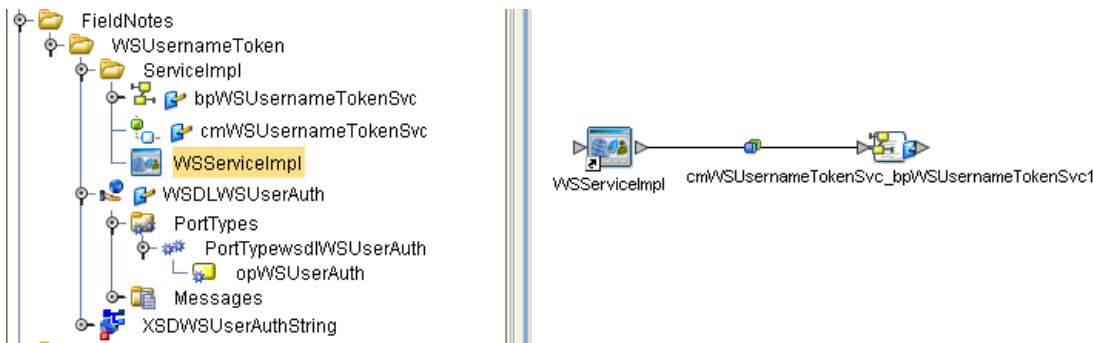 FieldNotes
WSUsernameToken
ServiceImpl
bpWSUsernameTokenSvc
cmWSUsernameTokenSvc
WSServiceImpl
WSDLWSUserAuth
PortTypes
PortTypewsdlWSUserAuth
opWSUserAuth
Messages
XSDWSUserAuthString
WSServiceImpl
cmWSUsernameTokenSvc_bpWSUsernameTokenSvc1